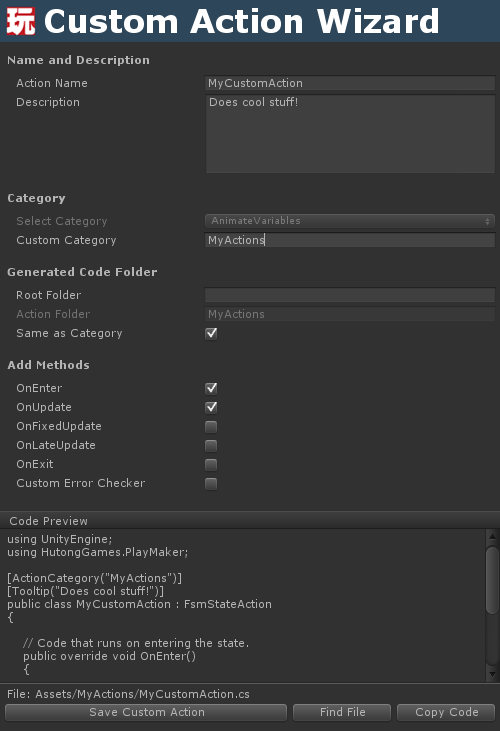 玩 Custom Action Wizard
Name and Description
Action Name MyCustomAction
Description Does cool stuff!
Category
Select Category AnimateVariables
Custom Category MyActions
Generated Code Folder
Root Folder
Action Folder MyActions
Same as Category
Add Methods
OnEnter
OnUpdate
OnFixedUpdate
OnLateUpdate
OnExit
Custom Error Checker
Code Preview
using UnityEngine;
using HutongGames.PlayMaker;
[ActionCategory("MyActions")]
[Tooltip("Does cool stuff!")]
public class MyCustomAction : FsmStateAction
{
// Code that runs on entering the state.
public override void OnEnter()
{
File: Assets/MyActions/MyCustomAction.cs
Save Custom Action Find File Copy Code